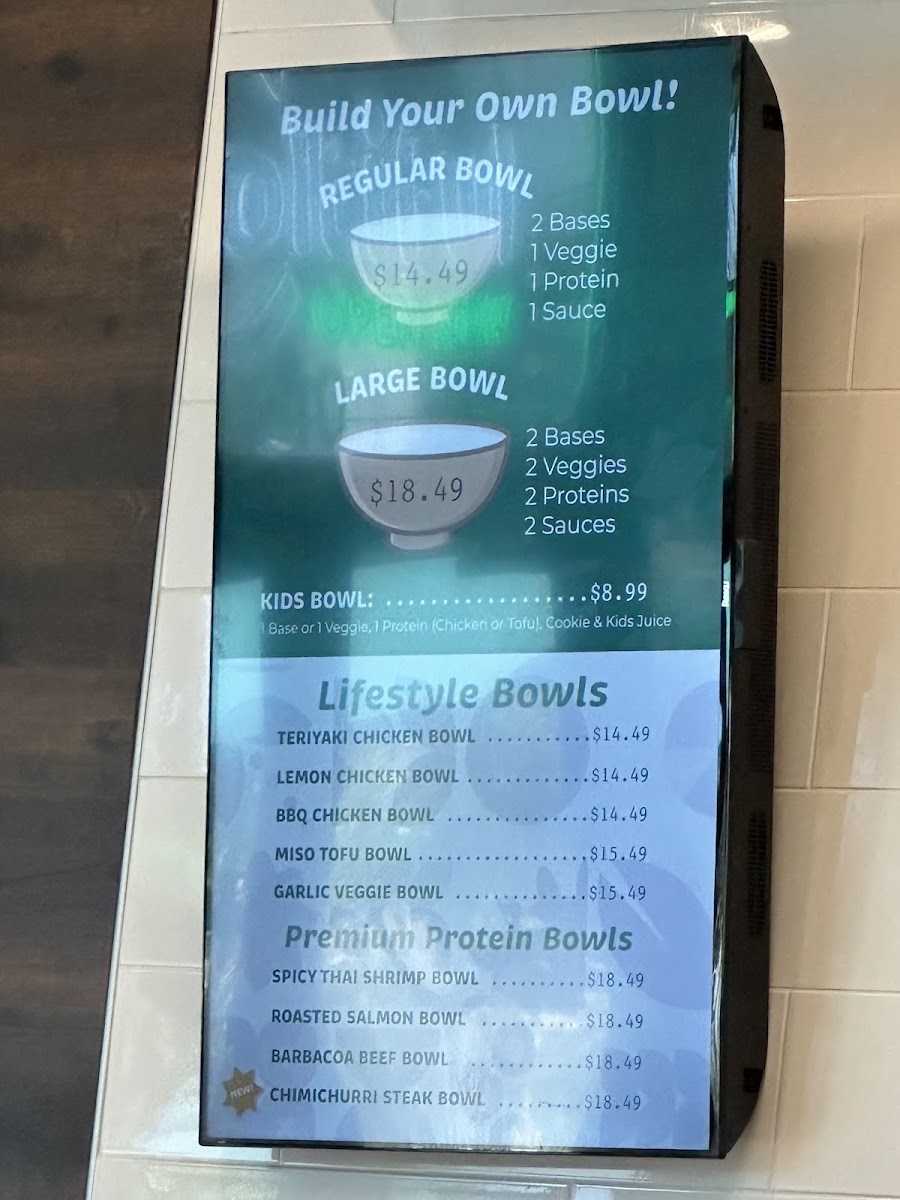 Build Your Own Bowl!
REGULAR BOWL
$14.49
2 Bases
1 Veggie
1 Protein
1 Sauce
LARGE BOWL
$18.49
2 Bases
2 Veggies
2 Proteins
2 Sauces
KIDS BOWL: ...................$8.99
1 Base or 1 Veggie, 1 Protein (Chicken or Tofu), Cookie & Kids Juice
Lifestyle Bowls
TERIYAKI CHICKEN BOWL ...........$14.49
LEMON CHICKEN BOWL .............$14.49
BBQ CHICKEN BOWL ...............$14.49
MISO TOFU BOWL ..................$15.49
GARLIC VEGGIE BOWL ..............$15.49
Premium Protein Bowls
SPICY THAI SHRIMP BOWL ..........$18.49
ROASTED SALMON BOWL ...........$18.49
BARBACOA BEEF BOWL ............$18.49
NEW! CHIMICHURRI STEAK BOWL .........$18.49